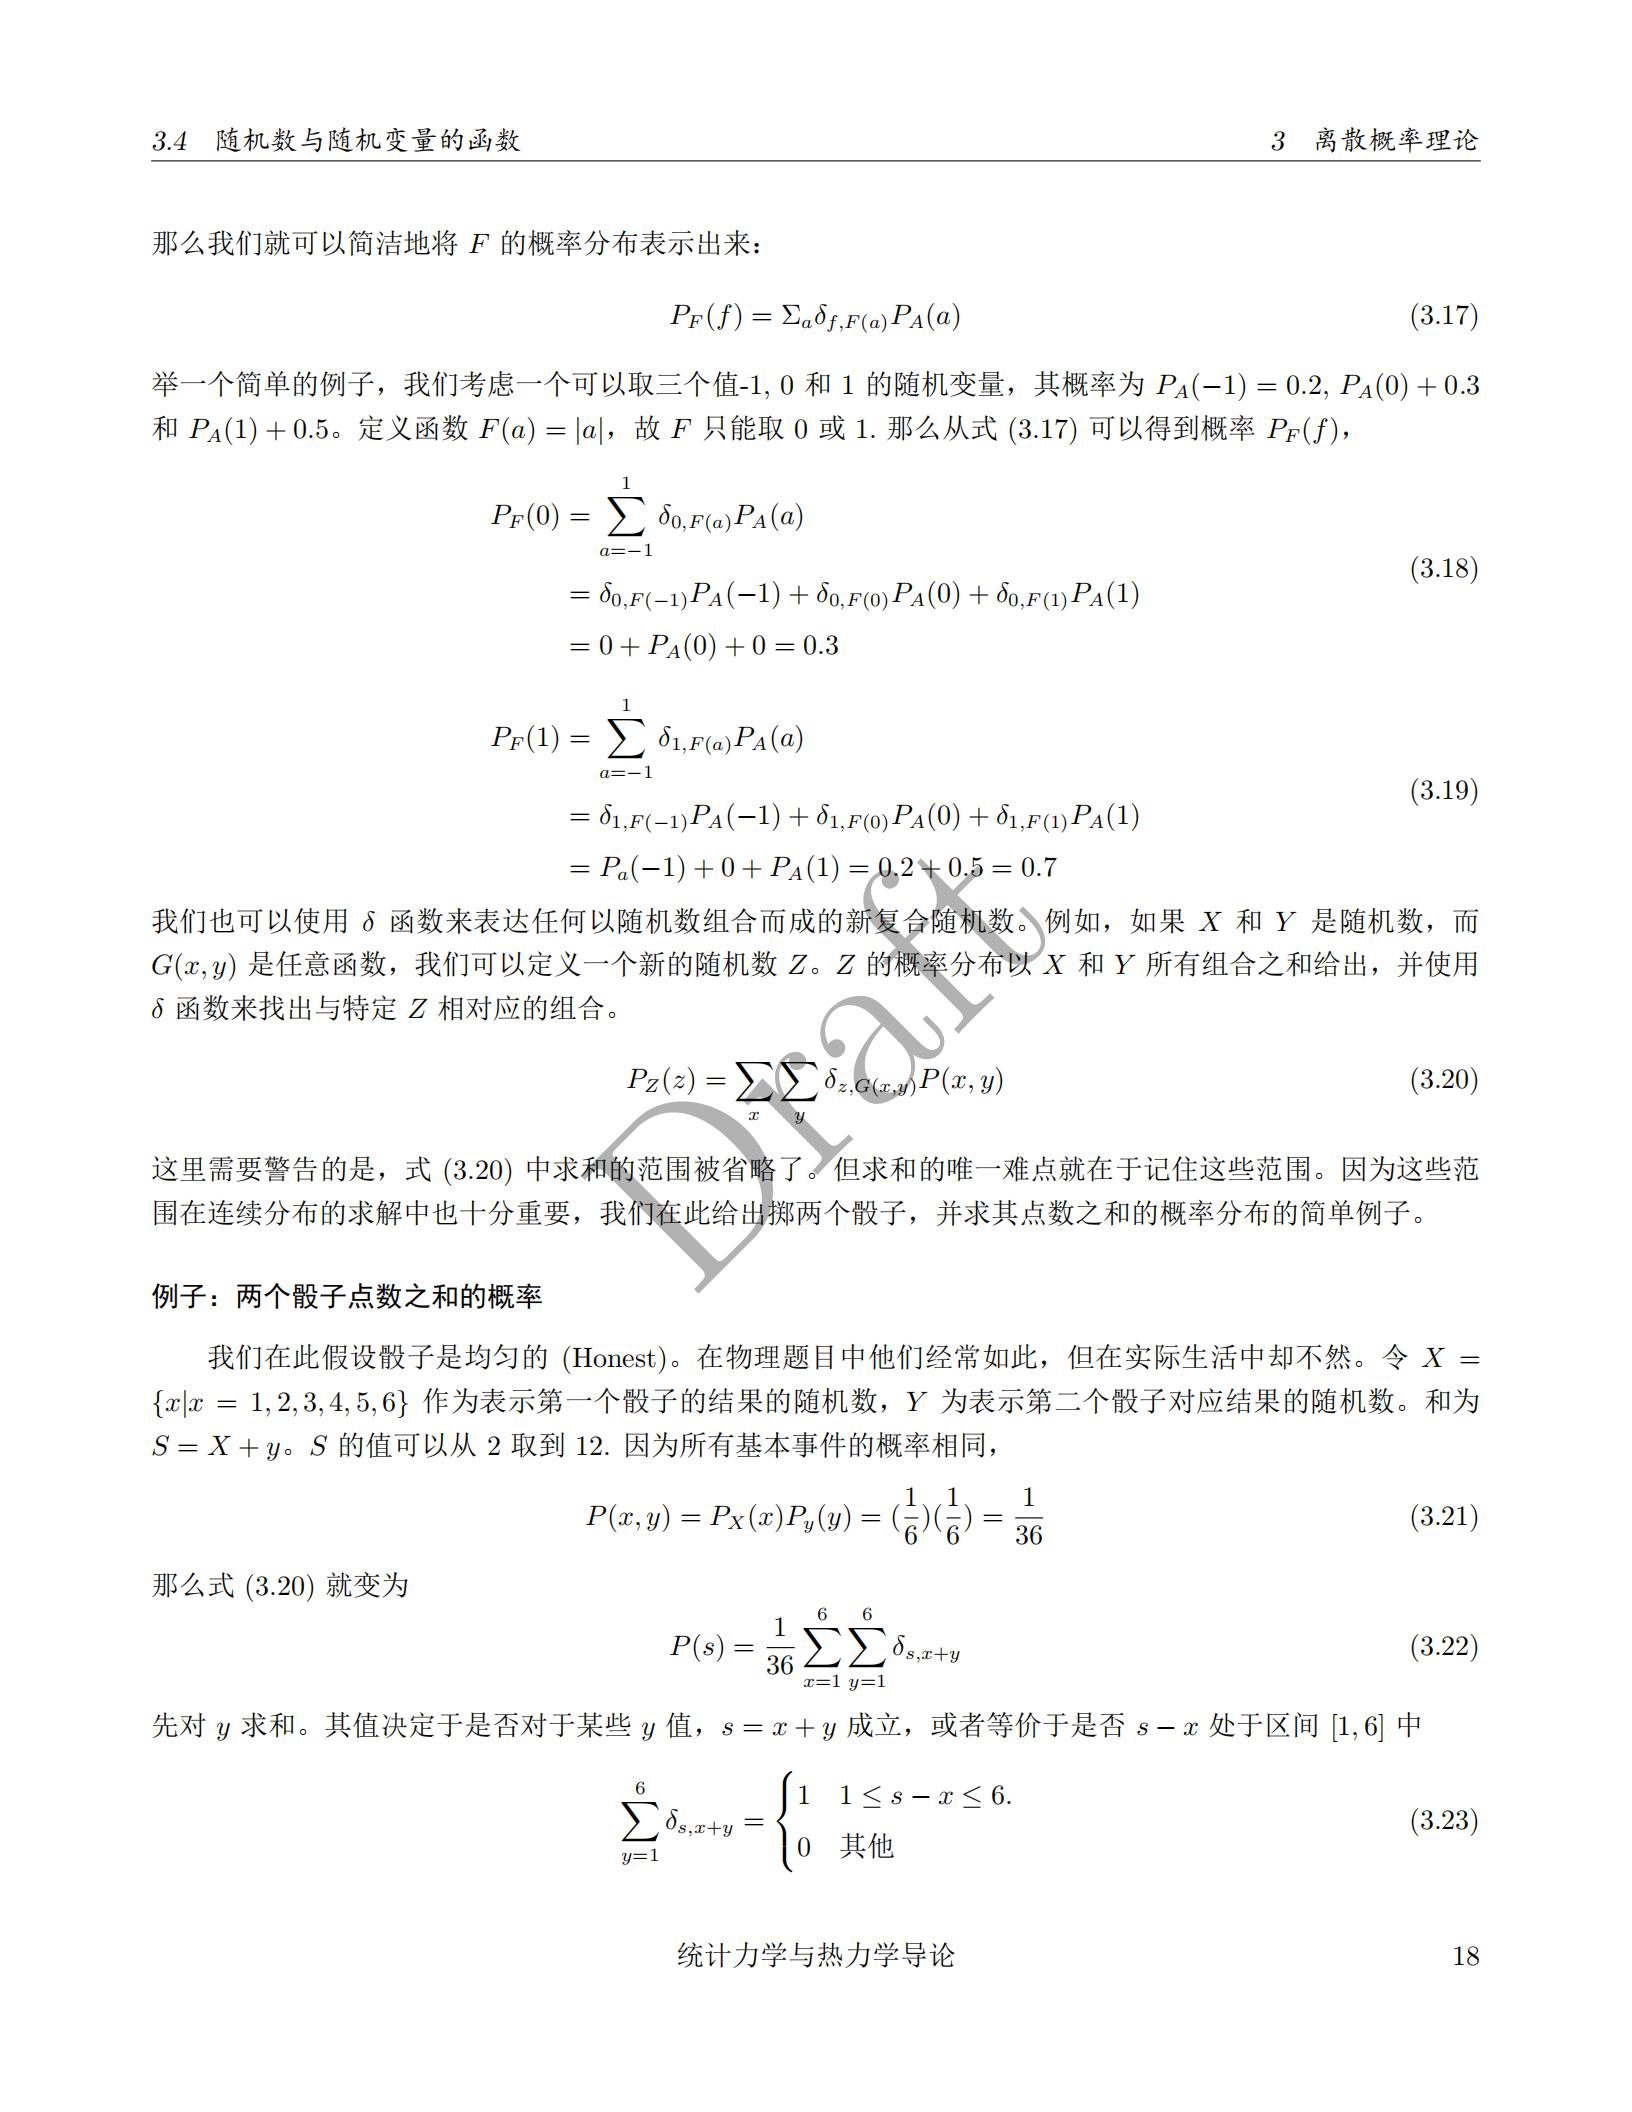 3.4 随机数与随机变量的函数 3 离散概率理论
那么我们就可以简洁地将 F 的概率分布表示出来：
P_F(f) = Σ_a δ_{f,F(a)} P_A(a) (3.17)
举一个简单的例子，我们考虑一个可以取三个值-1, 0 和 1 的随机变量，其概率为 P_A(−1) = 0.2, P_A(0) + 0.3
和 P_A(1) + 0.5。定义函数 F(a) = |a|，故 F 只能取 0 或 1. 那么从式 (3.17) 可以得到概率 P_F(f)，
P_F(0) = \sum_{a=−1}^{1} δ_{0,F(a)} P_A(a)
= δ_{0,F(−1)} P_A(−1) + δ_{0,F(0)} P_A(0) + δ_{0,F(1)} P_A(1) (3.18)
= 0 + P_A(0) + 0 = 0.3
P_F(1) = \sum_{a=−1}^{1} δ_{1,F(a)} P_A(a)
= δ_{1,F(−1)} P_A(−1) + δ_{1,F(0)} P_A(0) + δ_{1,F(1)} P_A(1) (3.19)
= P_a(−1) + 0 + P_A(1) = 0.2 + 0.5 = 0.7
我们也可以使用 δ 函数来表达任何以随机数组合而成的新复合随机数。例如，如果 X 和 Y 是随机数，而
G(x, y) 是任意函数，我们可以定义一个新的随机数 Z。Z 的概率分布以 X 和 Y 所有组合之和给出，并使用
δ 函数来找出与特定 Z 相对应的组合。
P_Z(z) = \sum_x \sum_y δ_{z,G(x,y)} P(x, y) (3.20)
这里需要警告的是，式 (3.20) 中求和的范围被省略了。但求和的唯一难点就在于记住这些范围。因为这些范
围在连续分布的求解中也十分重要，我们在此给出掷两个骰子，并求其点数之和的概率分布的简单例子。
例子：两个骰子点数之和的概率
我们在此假设骰子是均匀的 (Honest)。在物理题目中他们经常如此，但在实际生活中却不然。令 X =
{x|x = 1, 2, 3, 4, 5, 6} 作为表示第一个骰子的结果的随机数，Y 为表示第二个骰子对应结果的随机数。和为
S = X + y。S 的值可以从 2 取到 12. 因为所有基本事件的概率相同，
P(x, y) = P_X(x)P_y(y) = (\frac{1}{6})(\frac{1}{6}) = \frac{1}{36} (3.21)
那么式 (3.20) 就变为
P(s) = \frac{1}{36} \sum_{x=1}^{6} \sum_{y=1}^{6} δ_{s,x+y} (3.22)
先对 y 求和。其值决定于是否对于某些 y 值，s = x + y 成立，或者等价于是否 s − x 处于区间 [1, 6] 中
\sum_{y=1}^{6} δ_{s,x+y} = { 1 1 ≤ s − x ≤ 6. (3.23)
0 其他
统计力学与热力学导论 18
Draft